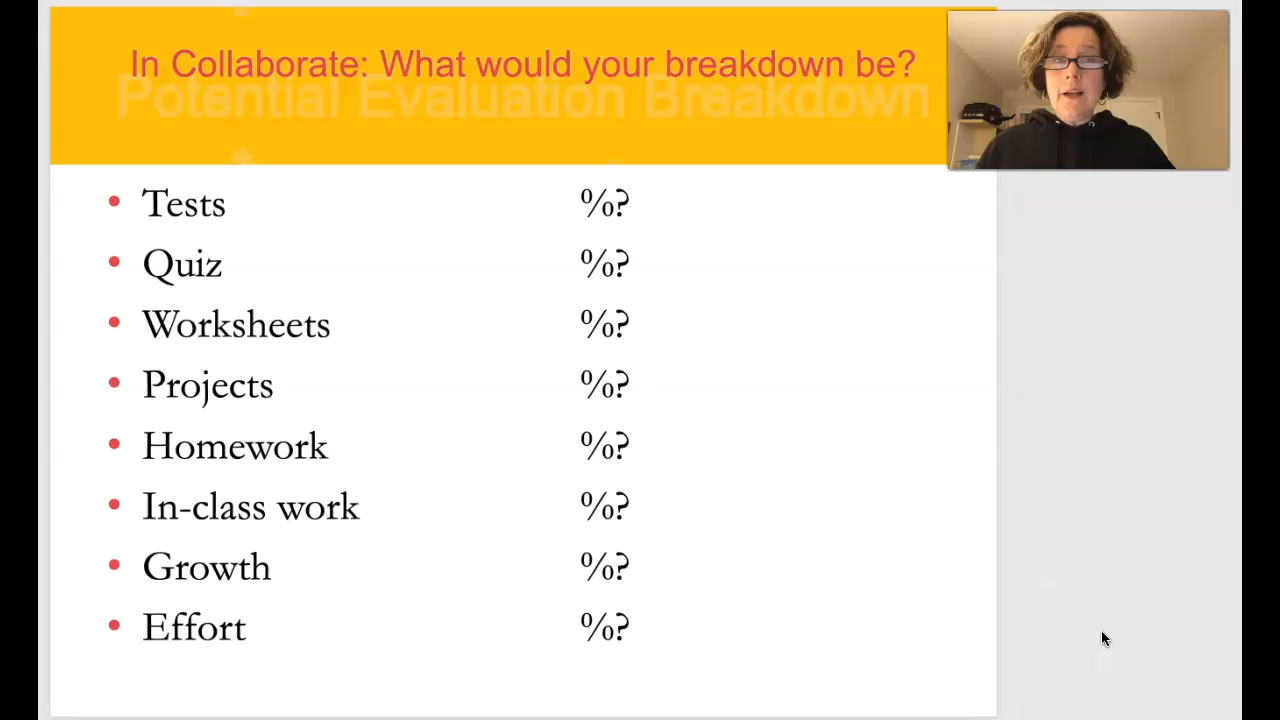 In Collaborate: What would your breakdown be?
Potential Evaluation Breakdown
• Tests %?
• Quiz %?
• Worksheets %?
• Projects %?
• Homework %?
• In-class work %?
• Growth %?
• Effort %?